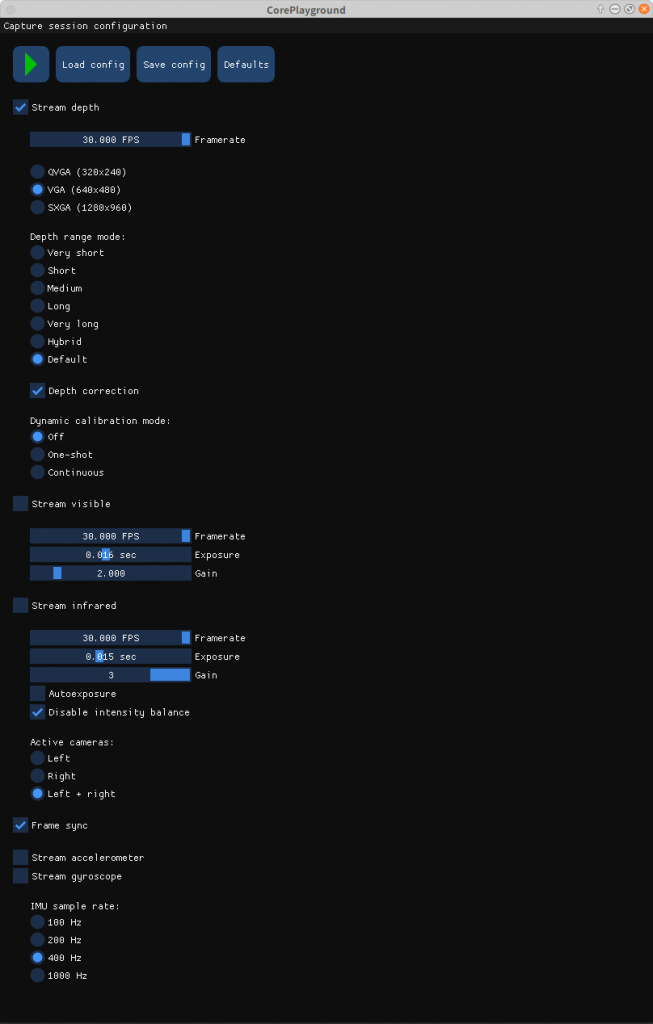 CorePlayground
Capture session configuration
Load config Save config Defaults
Stream depth
30.000 FPS Framerate
QVGA (320x240)
VGA (640x480)
SXGA (1280x960)
Depth range mode:
Very short
Short
Medium
Long
Very long
Hybrid
Default
Depth correction
Dynamic calibration mode:
Off
One-shot
Continuous
Stream visible
30.000 FPS Framerate
0.016 sec Exposure
2.000 Gain
Stream infrared
30.000 FPS Framerate
0.015 sec Exposure
3 Gain
Autoexposure
Disable intensity balance
Active cameras:
Left
Right
Left + right
Frame sync
Stream accelerometer
Stream gyroscope
IMU sample rate:
100 Hz
200 Hz
400 Hz
1000 Hz